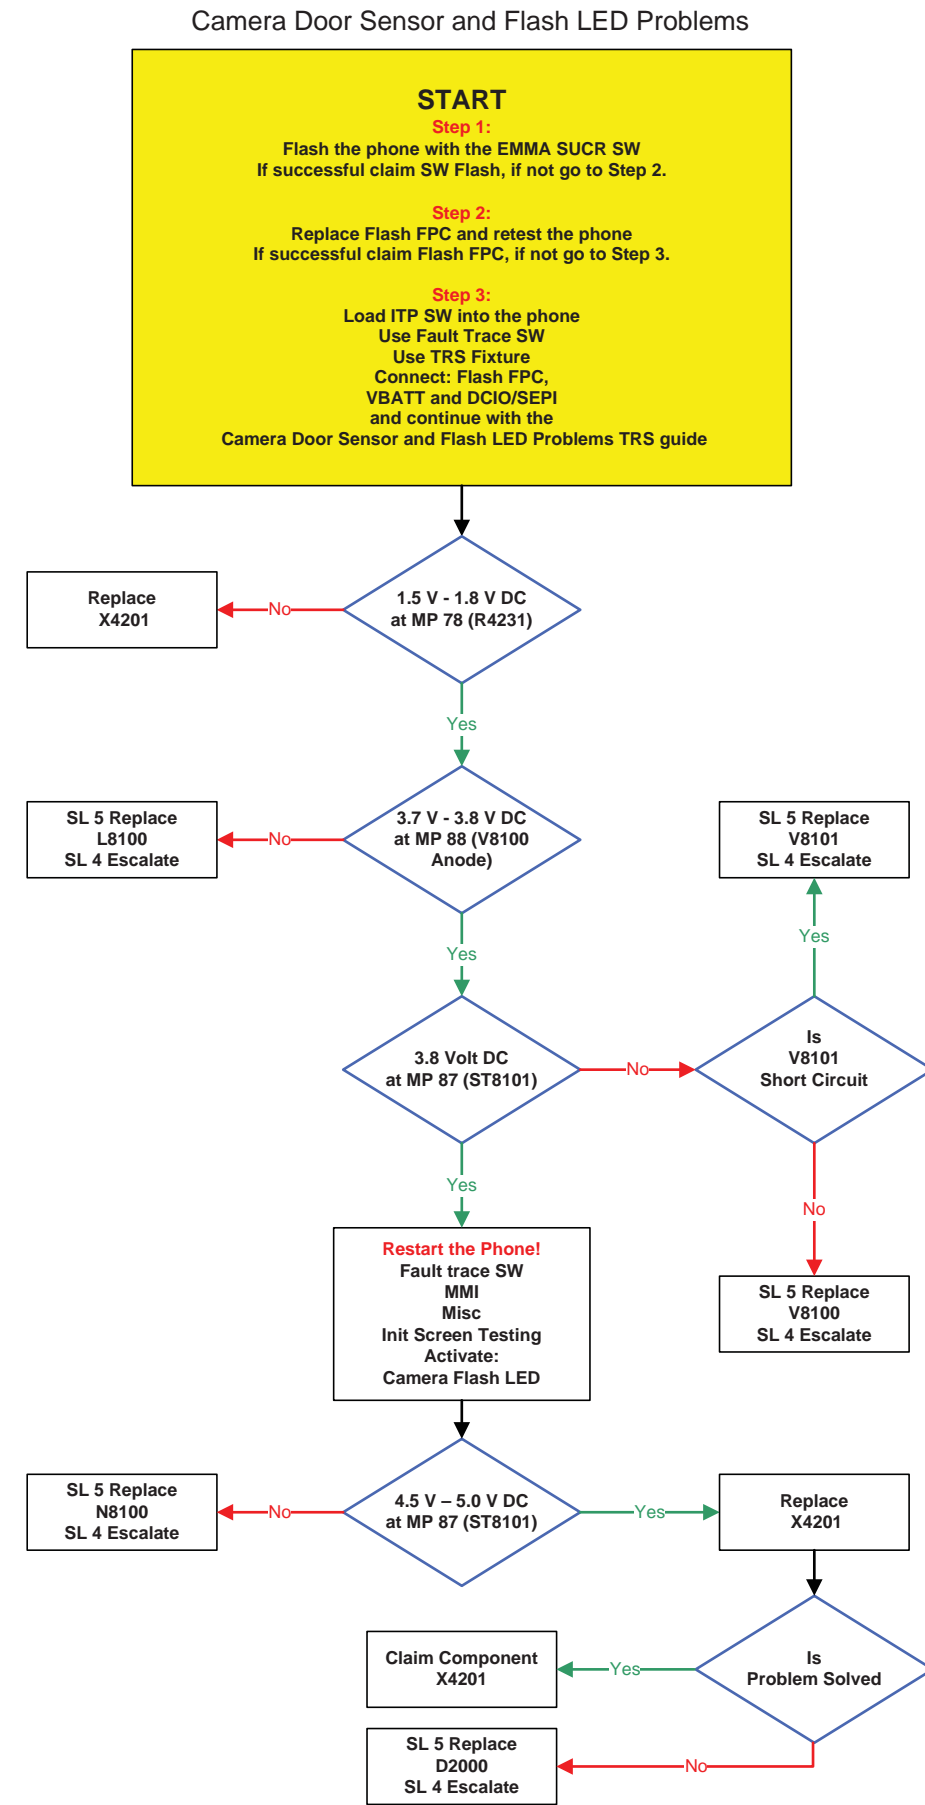 Camera Door Sensor and Flash LED Problems
START
Step 1:
Flash the phone with the EMMA SUCR SW
If successful claim SW Flash, if not go to Step 2.
Step 2:
Replace Flash FPC and retest the phone
If successful claim Flash FPC, if not go to Step 3.
Step 3:
Load ITP SW into the phone
Use Fault Trace SW
Use TRS Fixture
Connect: Flash FPC,
VBATT and DCIO/SEPI
and continue with the
Camera Door Sensor and Flash LED Problems TRS guide
1.5 V - 1.8 V DC
at MP 78 (R4231)
No
Replace
X4201
Yes
3.7 V - 3.8 V DC
at MP 88 (V8100
Anode)
No
SL 5 Replace
L8100
SL 4 Escalate
Yes
3.8 Volt DC
at MP 87 (ST8101)
No
Is
V8101
Short Circuit
Yes
SL 5 Replace
V8101
SL 4 Escalate
No
SL 5 Replace
V8100
SL 4 Escalate
Yes
Restart the Phone!
Fault trace SW
MMI
Misc
Init Screen Testing
Activate:
Camera Flash LED
4.5 V – 5.0 V DC
at MP 87 (ST8101)
No
SL 5 Replace
N8100
SL 4 Escalate
Yes
Replace
X4201
Is
Problem Solved
Yes
Claim Component
X4201
No
SL 5 Replace
D2000
SL 4 Escalate